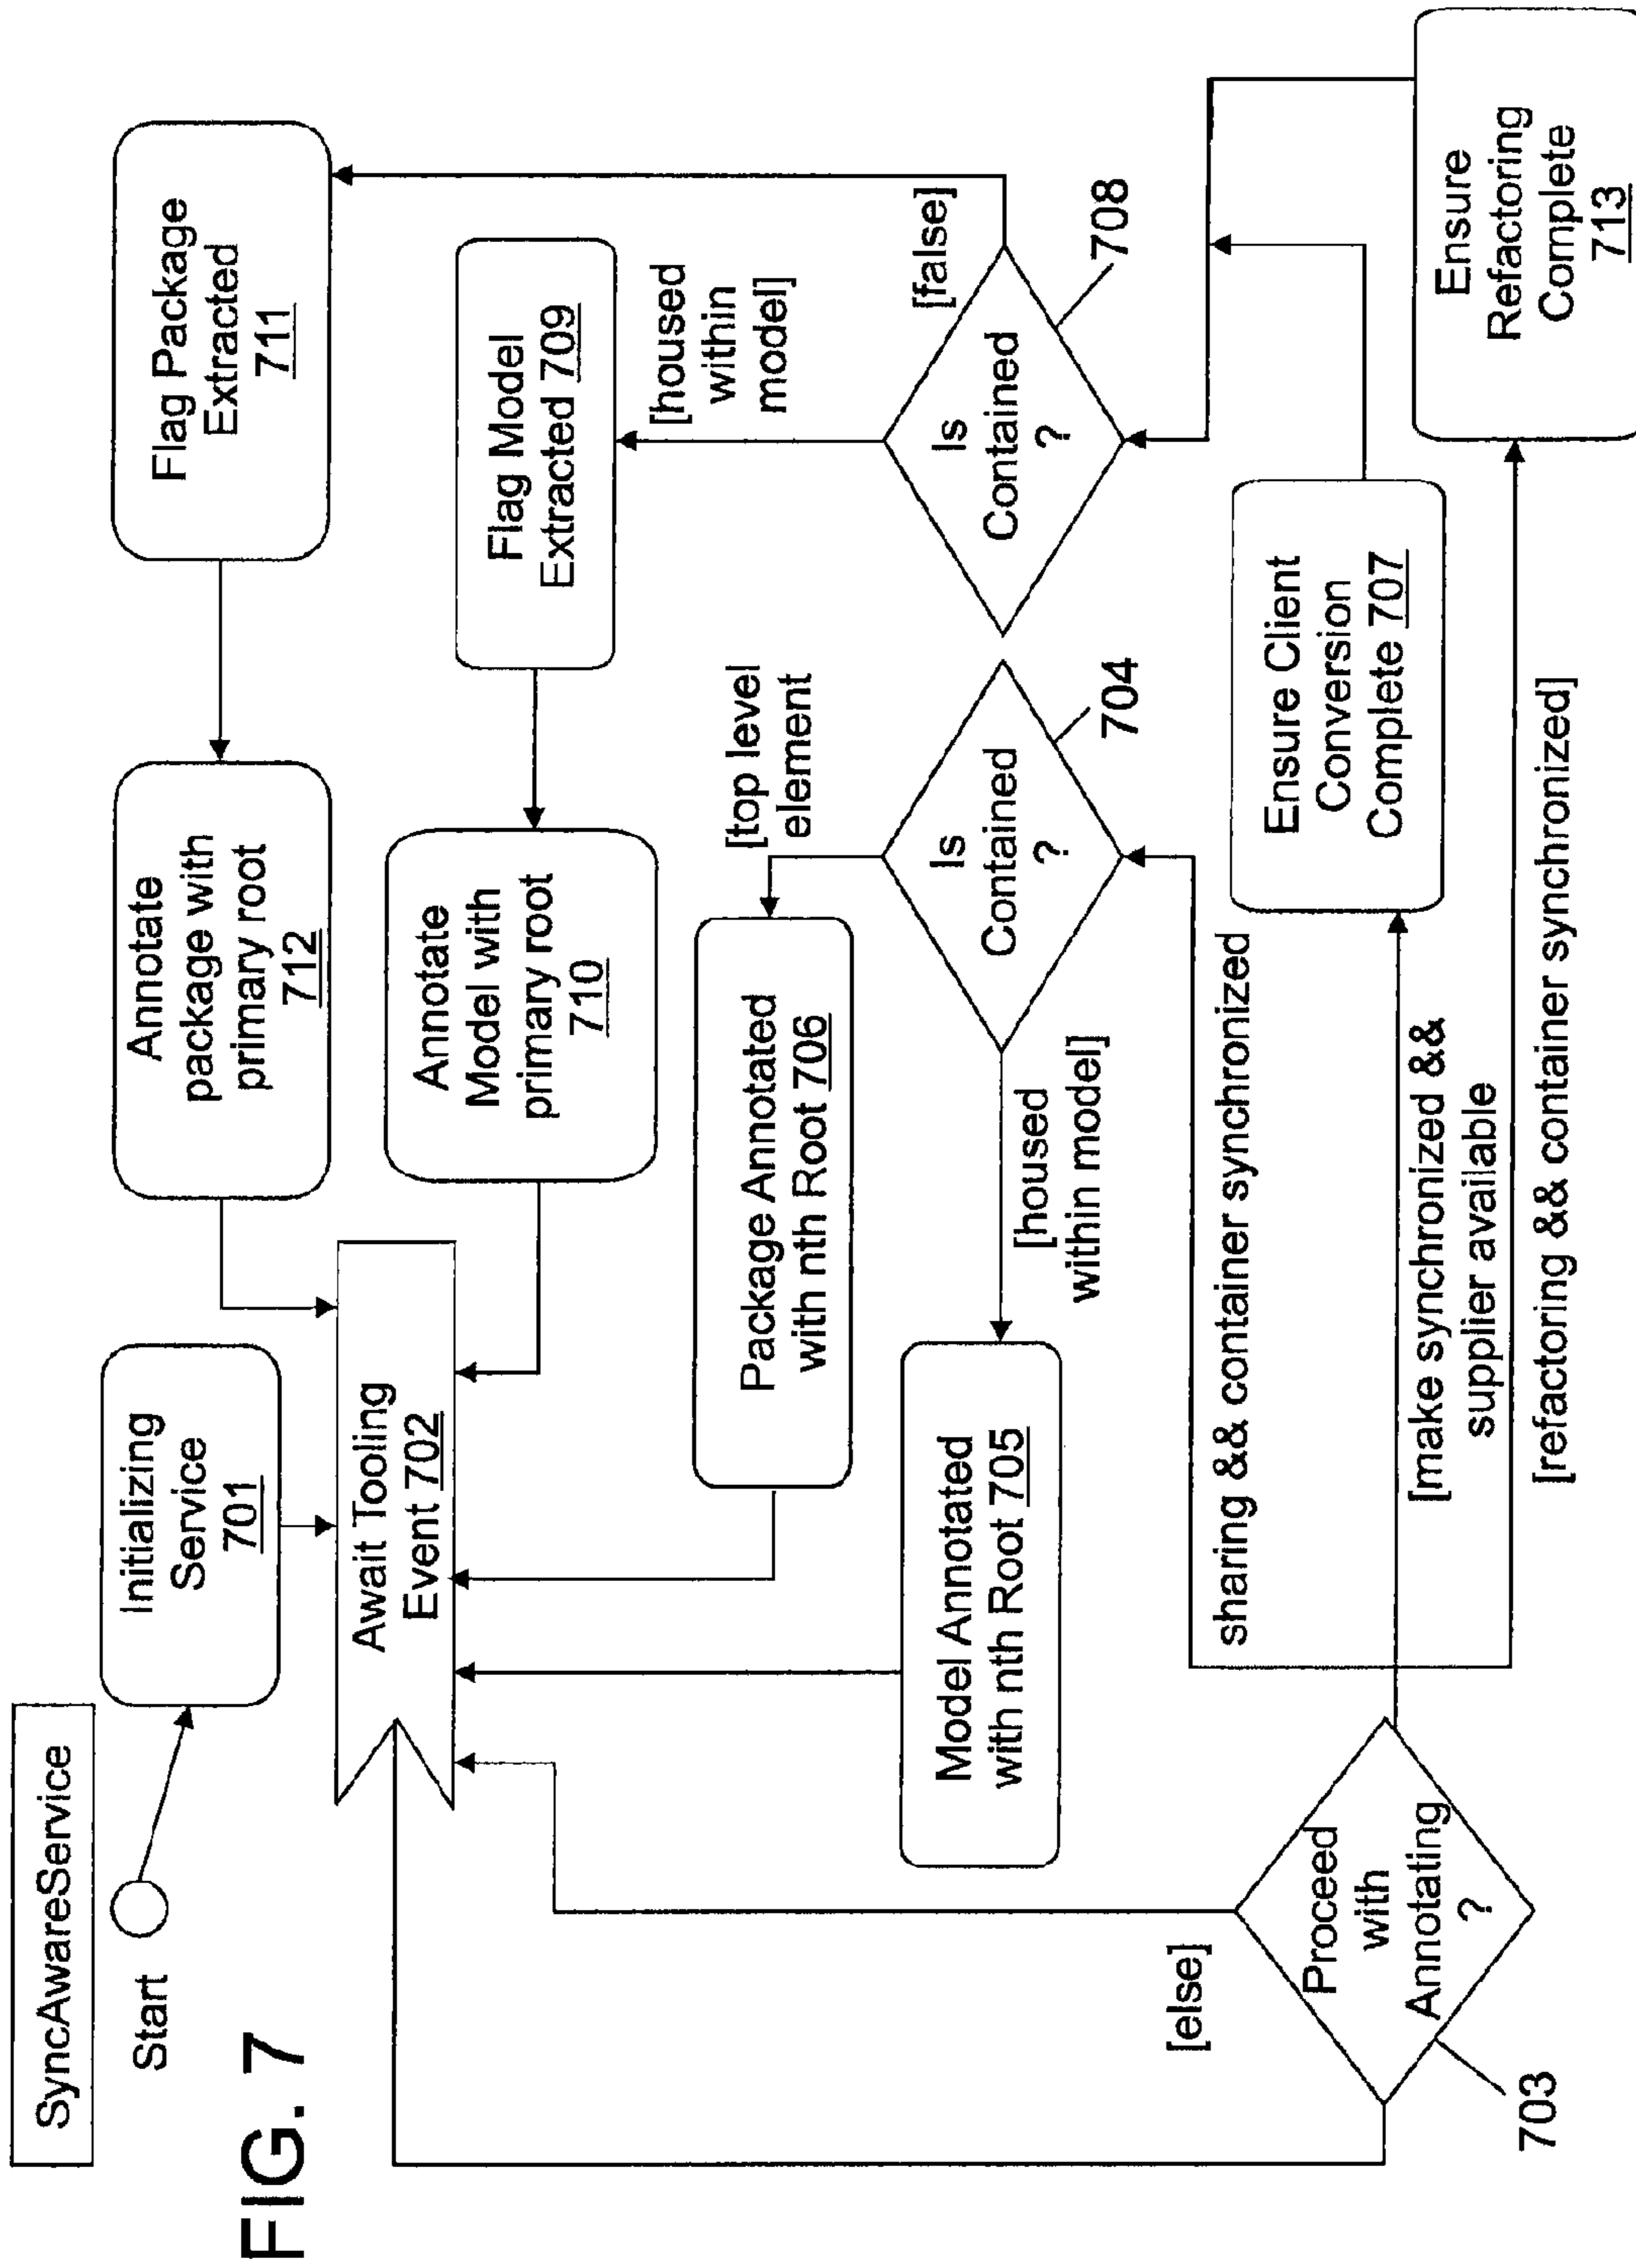 SyncAwareService
Start
FIG. 7
Initializing
Service
701
Await Tooling
Event 702
Annotate
package with
primary root
712
Flag Package
Extracted
711
Annotate
Model with
primary root
710
Flag Model
Extracted 709
[housed
within
model]
[false]
Package Annotated
with nth Root 706
[top level
element
Model Annotated
with nth Root 705
[housed
within model]
Is
Contained
?
704
Is
Contained
?
708
[else]
Proceed
with
Annotating
?
703
sharing && container synchronized
Ensure Client
Conversion
Complete 707
[make synchronized &&
supplier available
[refactoring && container synchronized]
Ensure
Refactoring
Complete
713